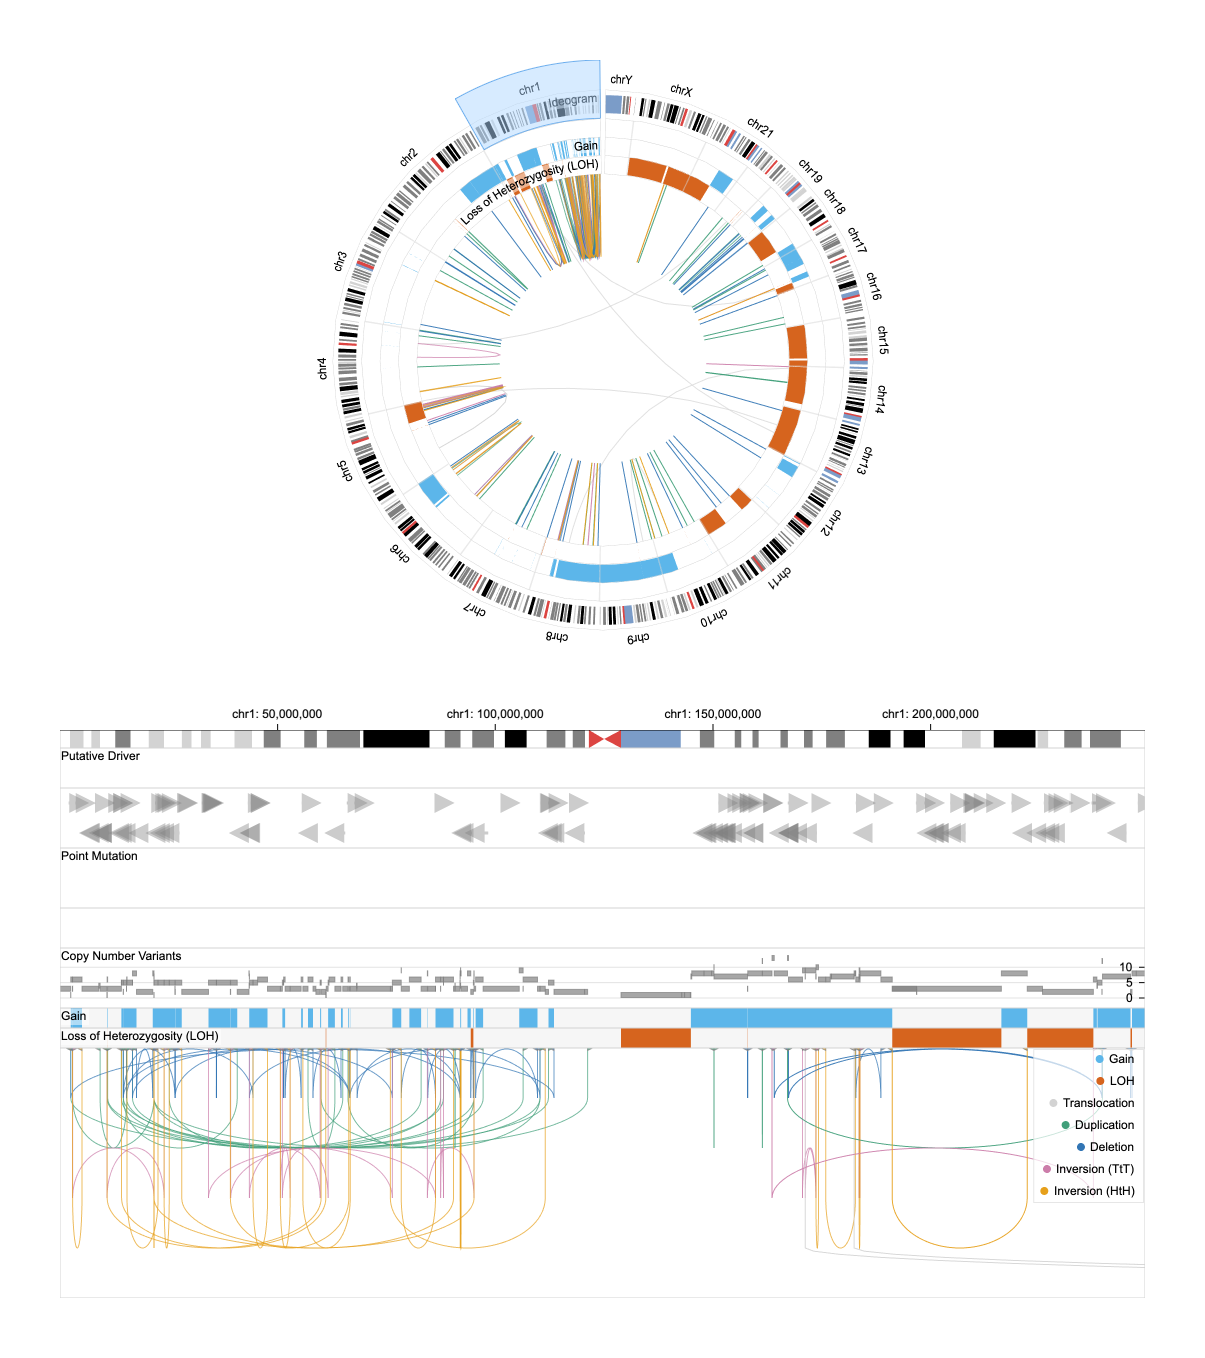 chrY
chrX
chr21
chr19
chr18
chr17
chr16
chr15
chr14
chr13
chr12
chr11
chr10
chr9
chr8
chr7
chr6
chr5
chr4
chr3
chr2
chr1
Ideogram
Gain
Loss of Heterozygosity (LOH)
chr1: 50,000,000
chr1: 100,000,000
chr1: 150,000,000
chr1: 200,000,000
Putative Driver
Point Mutation
Copy Number Variants
10
5
0
Gain
Loss of Heterozygosity (LOH)
Gain
LOH
Translocation
Duplication
Deletion
Inversion (TtT)
Inversion (HtH)